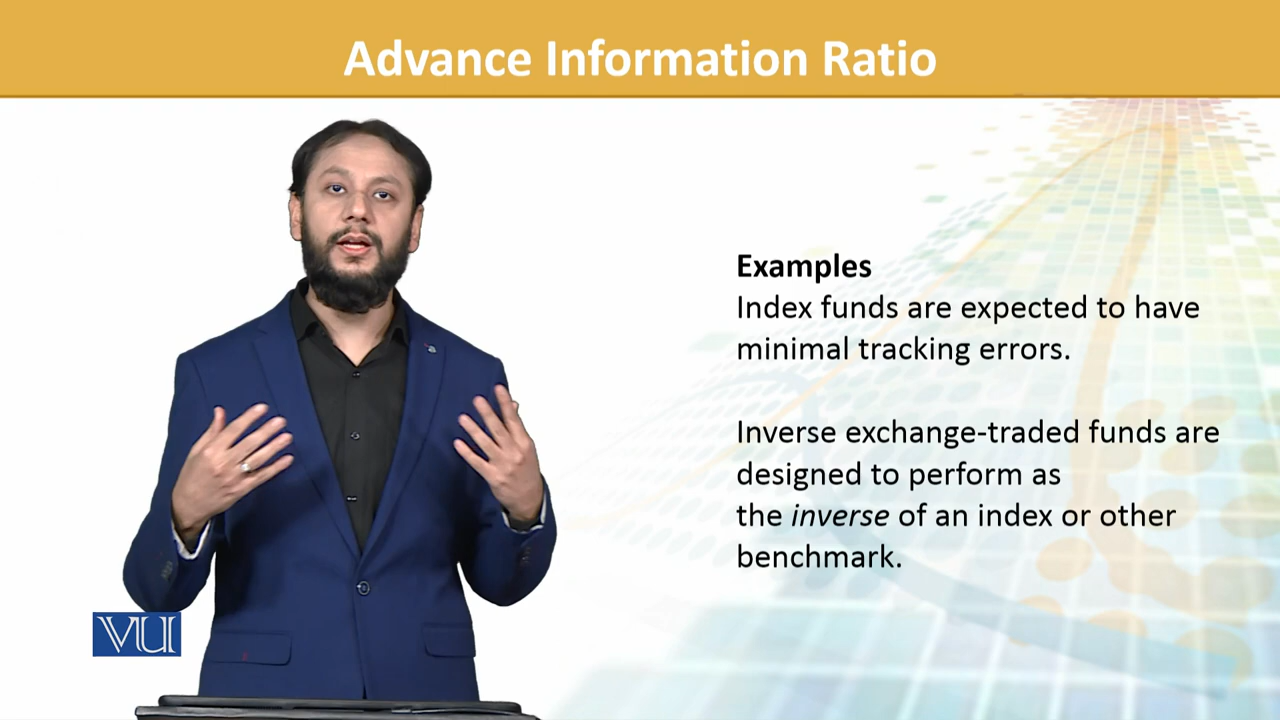 Advance Information Ratio
Examples
Index funds are expected to have
minimal tracking errors.
Inverse exchange-traded funds are
designed to perform as
the inverse of an index or other
benchmark.
VU